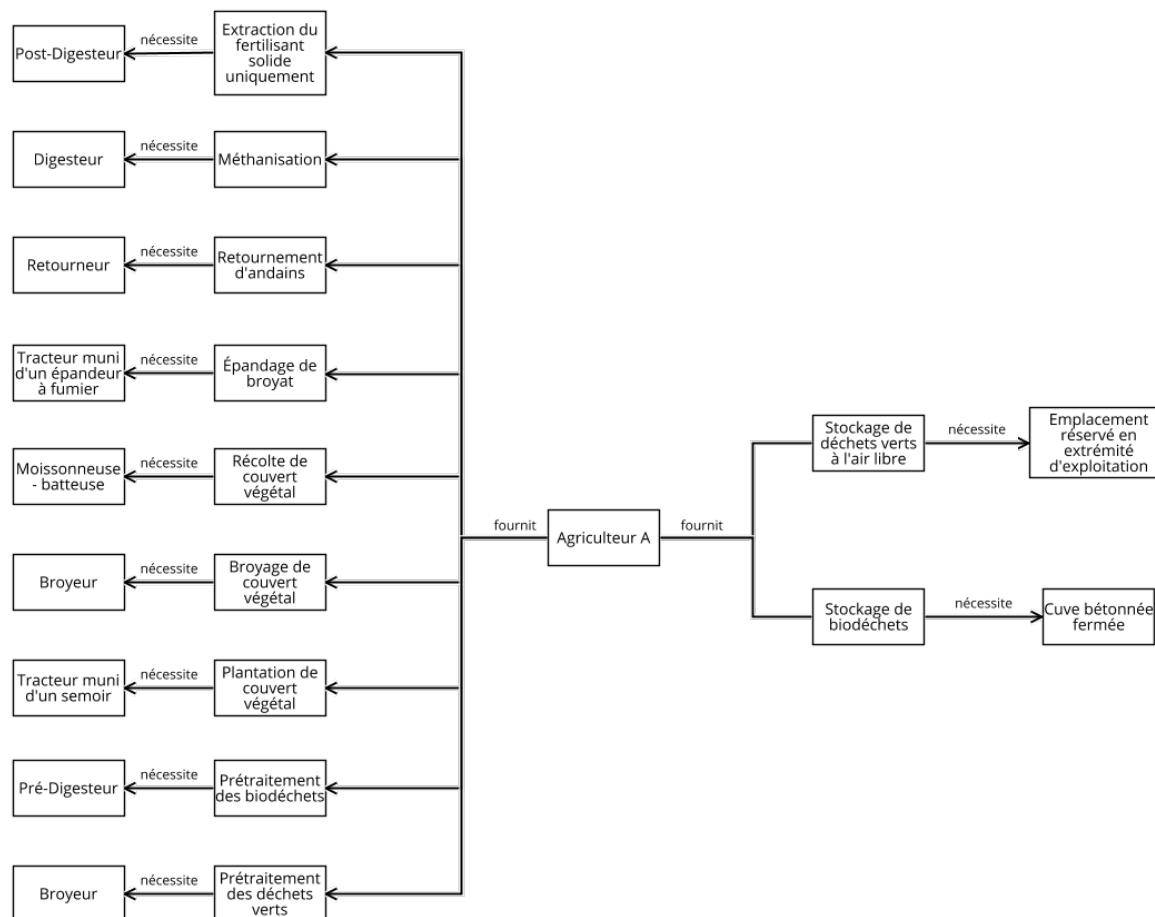 Post-Digesteur
nécessite
Extraction du
fertilisant
solide
uniquement
Digesteur
nécessite
Méthanisation
Retourneur
nécessite
Retournement
d'andains
Tracteur muni
d'un épandeur
à fumier
nécessite
Épandage de
broyat
Moissonneuse
- batteuse
nécessite
Récolte de
couvert
végétal
Broyeur
nécessite
Broyage de
couvert
végétal
Tracteur muni
d'un semoir
nécessite
Plantation de
couvert
végétal
Pré-Digesteur
nécessite
Prétraitement
des biodéchets
Broyeur
nécessite
Prétraitement
des déchets
verts
fournit
Agriculteur A
fournit
Stockage de
déchets verts
à l'air libre
nécessite
Emplacement
réservé en
extrémité
d'exploitation
Stockage de
biodéchets
nécessite
Cuve bétonnée
fermée